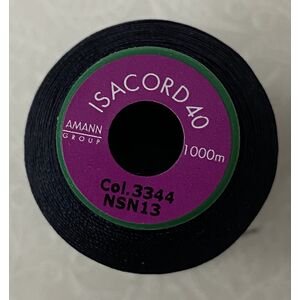 ISACORD 40
AMANN
GROUP
1000m
Col.3344
NSN13